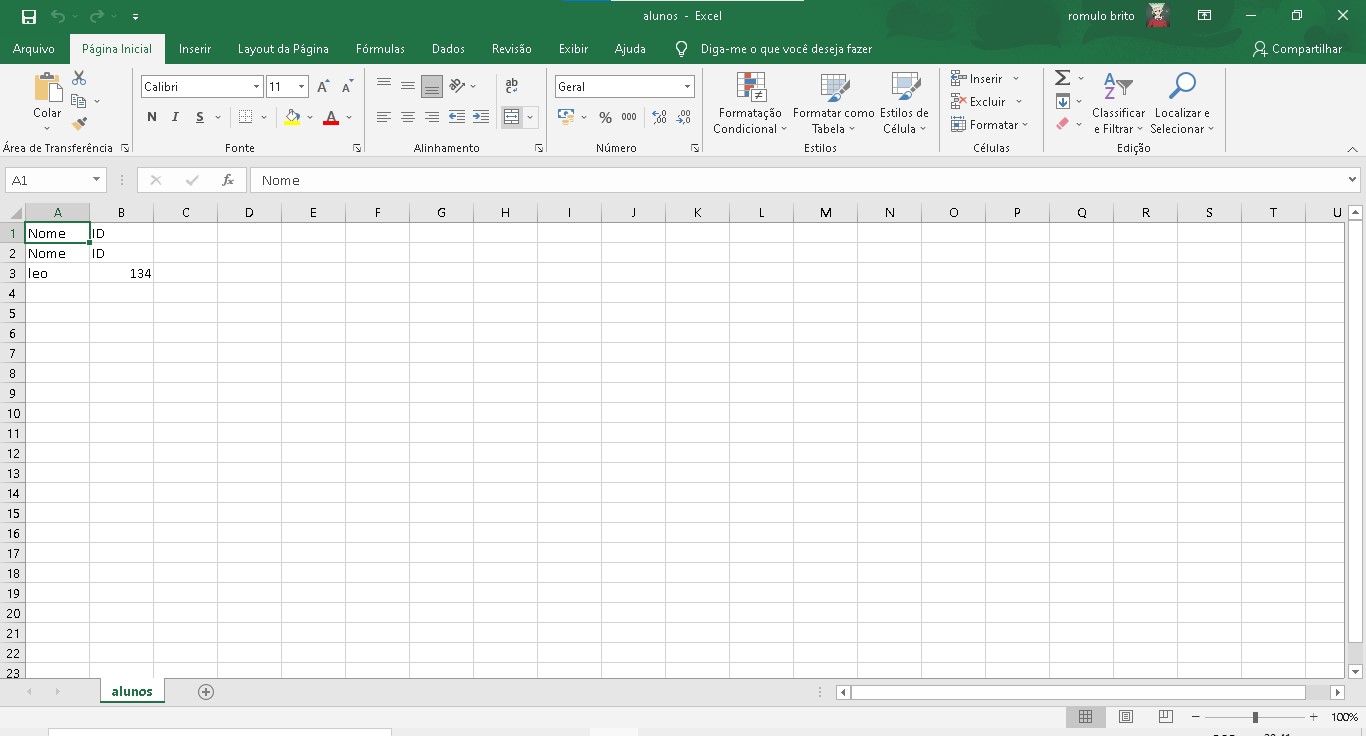 alunos - Excel
romulo brito
Arquivo Página Inicial Inserir Layout da Página Fórmulas Dados Revisão Exibir Ajuda Diga-me o que você deseja fazer Compartilhar
Colar
Área de Transferência
Calibri 11
N I S
Fonte
Alinhamento
Geral
% 000
Número
Formatação Condicional
Formatar como Tabela
Estilos de Célula
Estilos
Inserir
Excluir
Formatar
Células
Classificar e Filtrar
Localizar e Selecionar
Edição
A1 fx Nome
A B C D E F G H I J K L M N O P Q R S T U
1 Nome ID
2 Nome ID
3 leo 134
4
5
6
7
8
9
10
11
12
13
14
15
16
17
18
19
20
21
22
23
alunos
100%